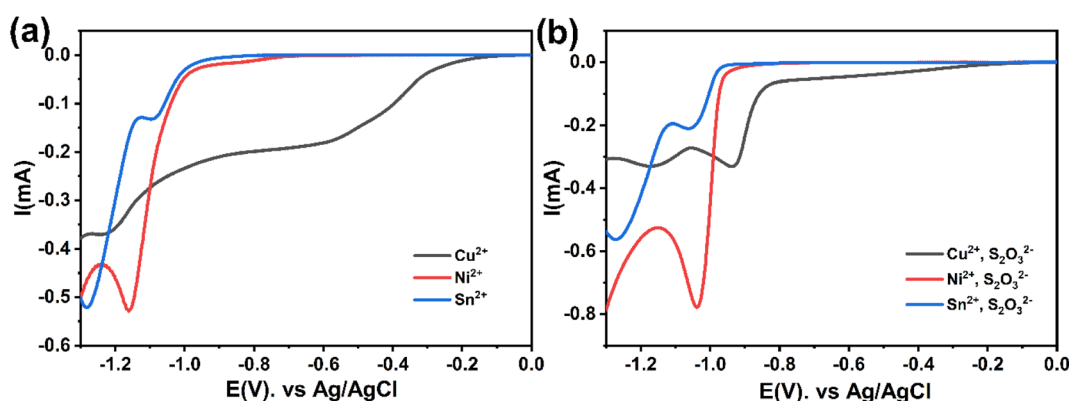 (a)
0.0
-0.1
-0.2
-0.3
-0.4
-0.5
-0.6
I(mA)
Cu²⁺
Ni²⁺
Sn²⁺
-1.2 -1.0 -0.8 -0.6 -0.4 -0.2 0.0
E(V). vs Ag/AgCl
(b)
0.0
-0.2
-0.4
-0.6
-0.8
I(mA)
Cu²⁺, S₂O₃²⁻
Ni²⁺, S₂O₃²⁻
Sn²⁺, S₂O₃²⁻
-1.2 -1.0 -0.8 -0.6 -0.4 -0.2 0.0
E(V). vs Ag/AgCl